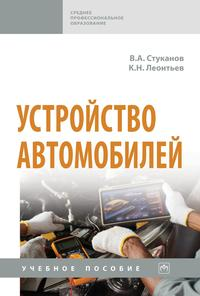 СРЕДНЕЕ
ПРОФЕССИОНАЛЬНОЕ
ОБРАЗОВАНИЕ
В.А. Стуканов
К.Н. Леонтьев
УСТРОЙСТВО
АВТОМОБИЛЕЙ
УЧЕБНОЕ ПОСОБИЕ